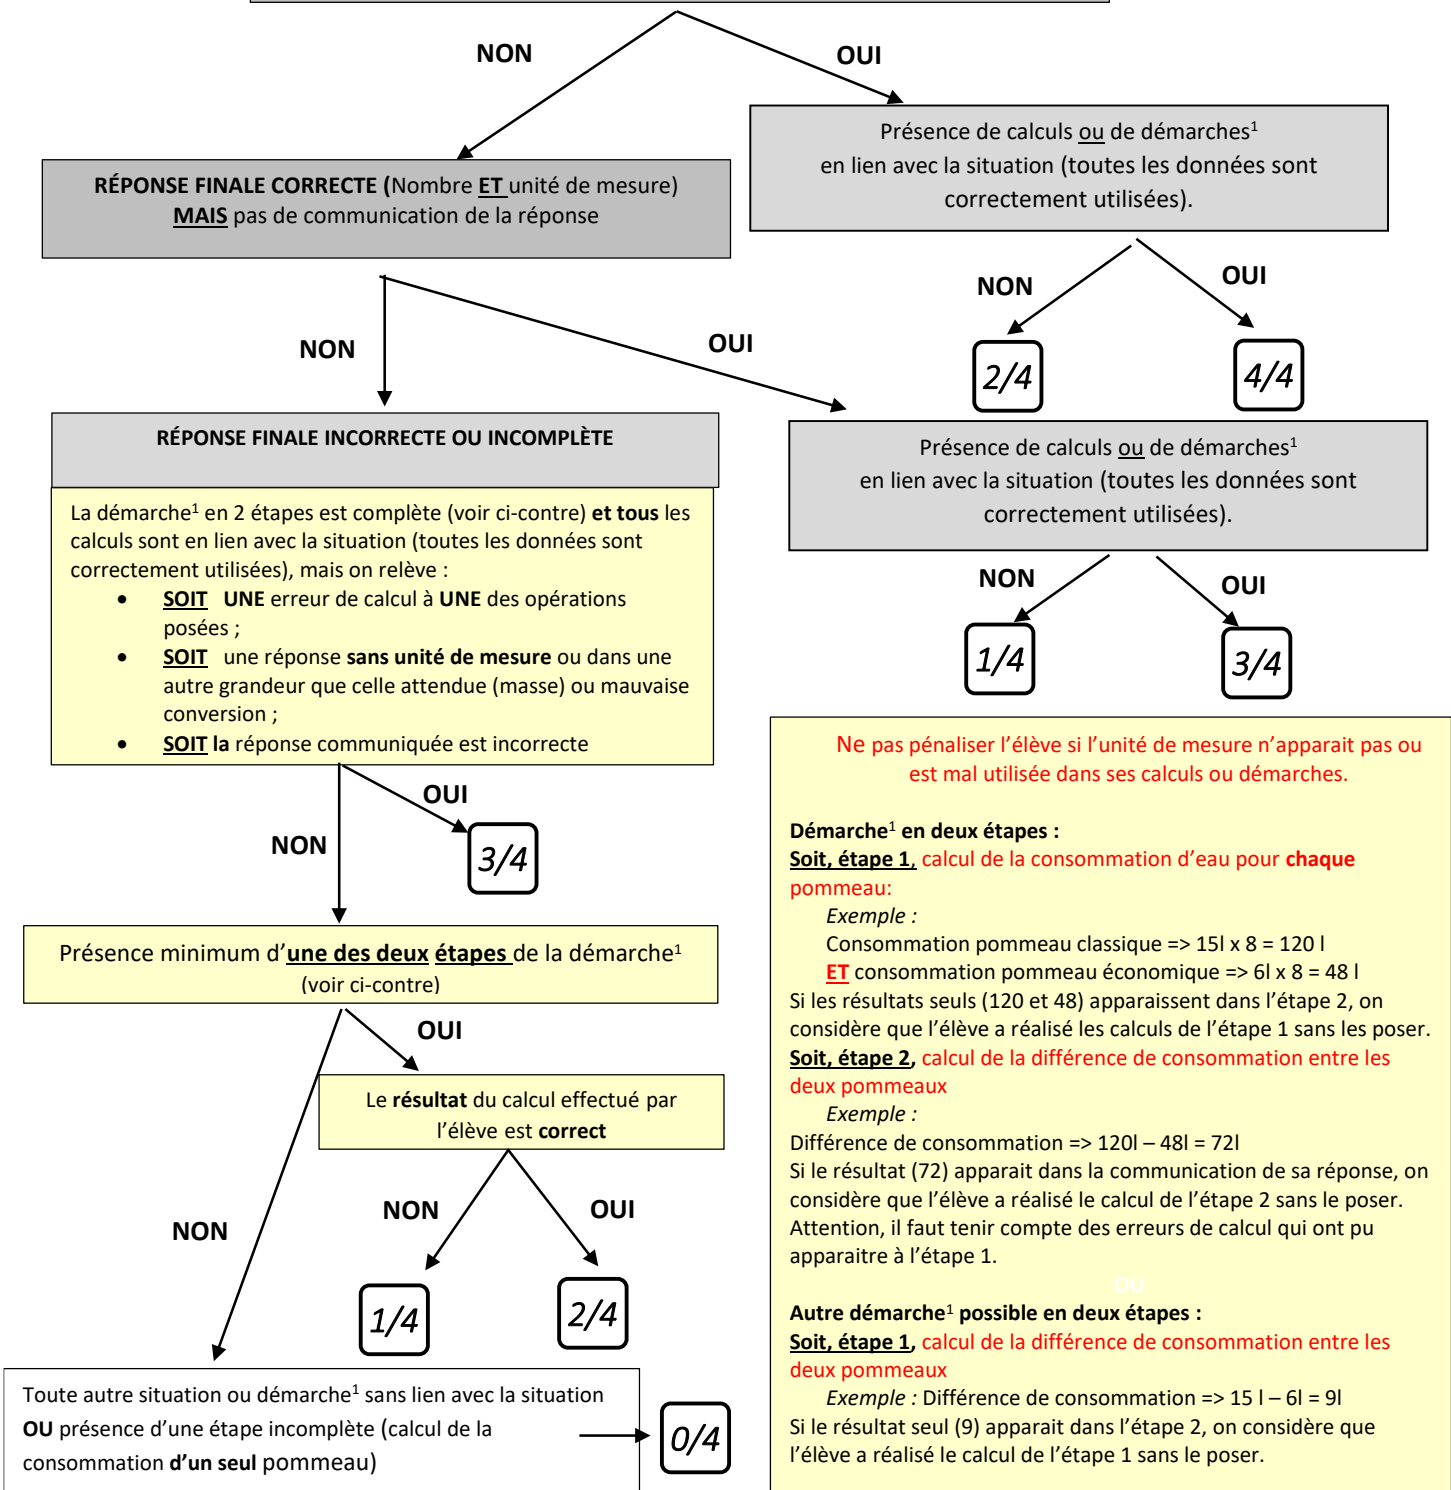 NON
OUI
Présence de calculs ou de démarches¹
en lien avec la situation (toutes les données sont
correctement utilisées).
RÉPONSE FINALE CORRECTE (Nombre ET unité de mesure)
MAIS pas de communication de la réponse
NON
OUI
2/4
4/4
NON
OUI
RÉPONSE FINALE INCORRECTE OU INCOMPLÈTE
Présence de calculs ou de démarches¹
en lien avec la situation (toutes les données sont
correctement utilisées).
NON
OUI
1/4
3/4
La démarche¹ en 2 étapes est complète (voir ci-contre) et tous les
calculs sont en lien avec la situation (toutes les données sont
correctement utilisées), mais on relève :
• SOIT UNE erreur de calcul à UNE des opérations
posées ;
• SOIT une réponse sans unité de mesure ou dans une
autre grandeur que celle attendue (masse) ou mauvaise
conversion ;
• SOIT la réponse communiquée est incorrecte
OUI
NON
3/4
Présence minimum d’une des deux étapes de la démarche¹
(voir ci-contre)
OUI
Le résultat du calcul effectué par
l’élève est correct
NON
NON
OUI
1/4
2/4
Toute autre situation ou démarche¹ sans lien avec la situation
OU présence d’une étape incomplète (calcul de la
consommation d’un seul pommeau)
0/4
Ne pas pénaliser l’élève si l’unité de mesure n’apparait pas ou
est mal utilisée dans ses calculs ou démarches.
Démarche¹ en deux étapes :
Soit, étape 1, calcul de la consommation d’eau pour chaque
pommeau:
Exemple :
Consommation pommeau classique => 15l x 8 = 120 l
ET consommation pommeau économique => 6l x 8 = 48 l
Si les résultats seuls (120 et 48) apparaissent dans l’étape 2, on
considère que l’élève a réalisé les calculs de l’étape 1 sans les poser.
Soit, étape 2, calcul de la différence de consommation entre les
deux pommeaux
Exemple :
Différence de consommation => 120l – 48l = 72l
Si le résultat (72) apparait dans la communication de sa réponse, on
considère que l’élève a réalisé le calcul de l’étape 2 sans le poser.
Attention, il faut tenir compte des erreurs de calcul qui ont pu
apparaitre à l’étape 1.
OU
Autre démarche¹ possible en deux étapes :
Soit, étape 1, calcul de la différence de consommation entre les
deux pommeaux
Exemple : Différence de consommation => 15 l – 6l = 9l
Si le résultat seul (9) apparait dans l’étape 2, on considère que
l’élève a réalisé le calcul de l’étape 1 sans le poser.